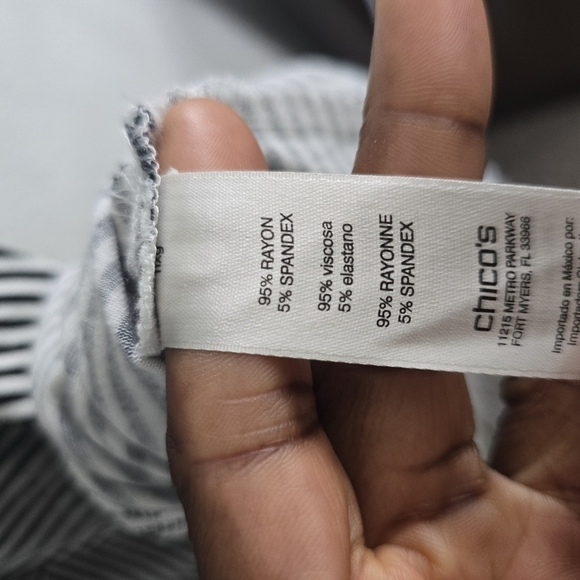 95% RAYON
5% SPANDEX
95% viscosa
5% elastano
95% RAYONNE
5% SPANDEX
chico's
11215 METRO PARKWAY
FORT MYERS, FL 33966
Importado en México por: